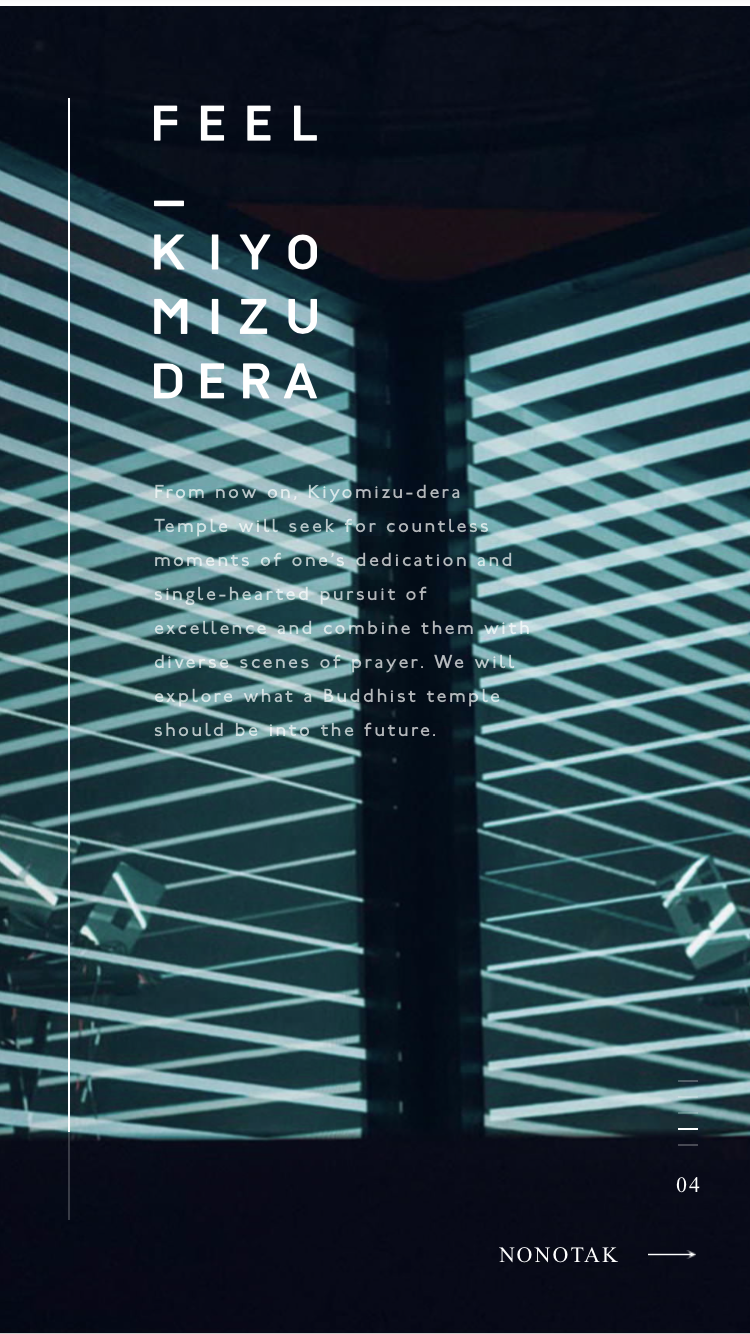 FEEL
—
KIYO
MIZU
DERA
From now on, Kiyomizu-dera
Temple will seek for countless
moments of one's dedication and
single-hearted pursuit of
excellence and combine them with
diverse scenes of prayer. We will
explore what a Buddhist temple
should be into the future.
04
NONOTAK